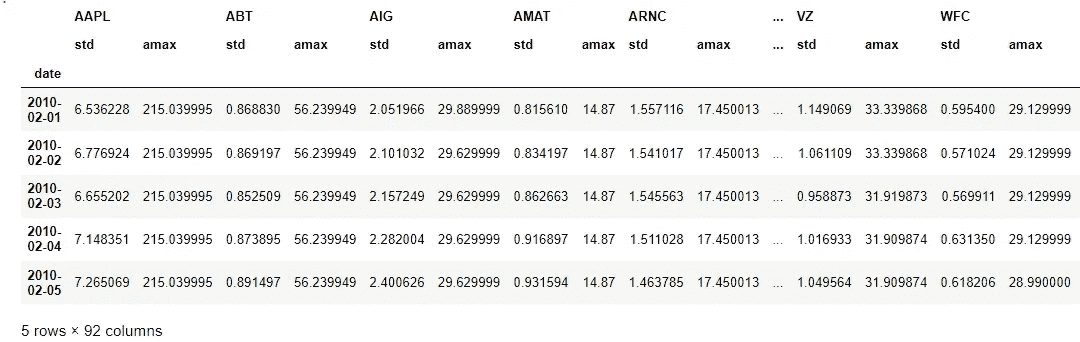 AAPL ABT AIG AMAT ARNC ... VZ WFC
std amax std amax std amax std amax std amax ... std amax std amax
date
2010-02-01 6.536228 215.039995 0.868830 56.239949 2.051966 29.889999 0.815610 14.87 1.557116 17.450013 ... 1.149069 33.339868 0.595400 29.129999
2010-02-02 6.776924 215.039995 0.869197 56.239949 2.101032 29.629999 0.834197 14.87 1.541017 17.450013 ... 1.061109 33.339868 0.571024 29.129999
2010-02-03 6.655202 215.039995 0.852509 56.239949 2.157249 29.629999 0.862663 14.87 1.545563 17.450013 ... 0.958873 31.919873 0.569911 29.129999
2010-02-04 7.148351 215.039995 0.873895 56.239949 2.282004 29.629999 0.916897 14.87 1.511028 17.450013 ... 1.016933 31.909874 0.631350 29.129999
2010-02-05 7.265069 215.039995 0.891497 56.239949 2.400626 29.629999 0.931594 14.87 1.463785 17.450013 ... 1.049564 31.909874 0.618206 28.990000
5 rows × 92 columns